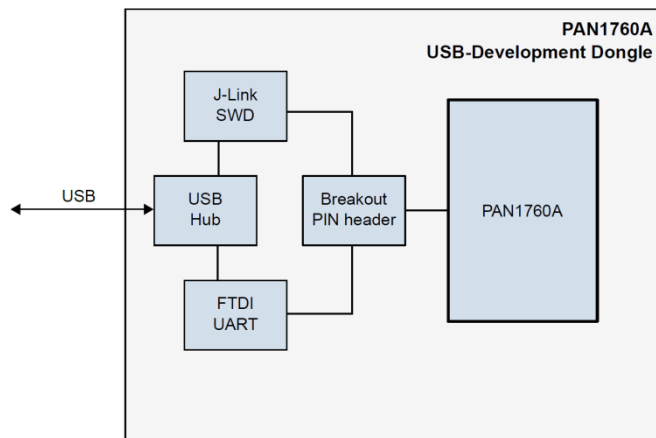 PAN1760A
USB-Development Dongle
J-Link
SWD
USB
USB
Hub
Breakout
PIN header
PAN1760A
FTDI
UART